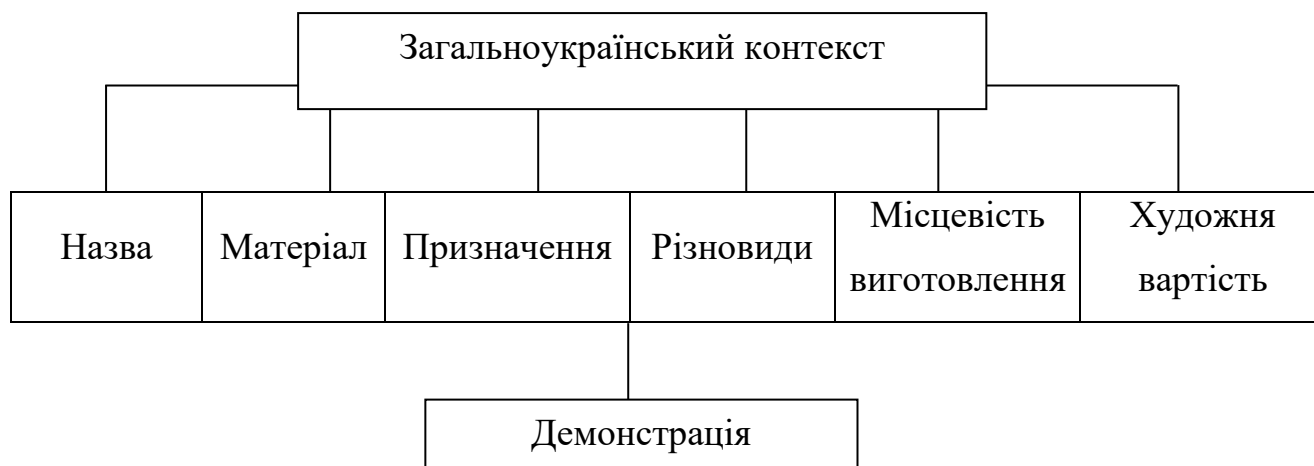 Загальноукраїнський контекст
Назва
Матеріал
Призначення
Різновиди
Місцевість
виготовлення
Художня
вартість
Демонстрація